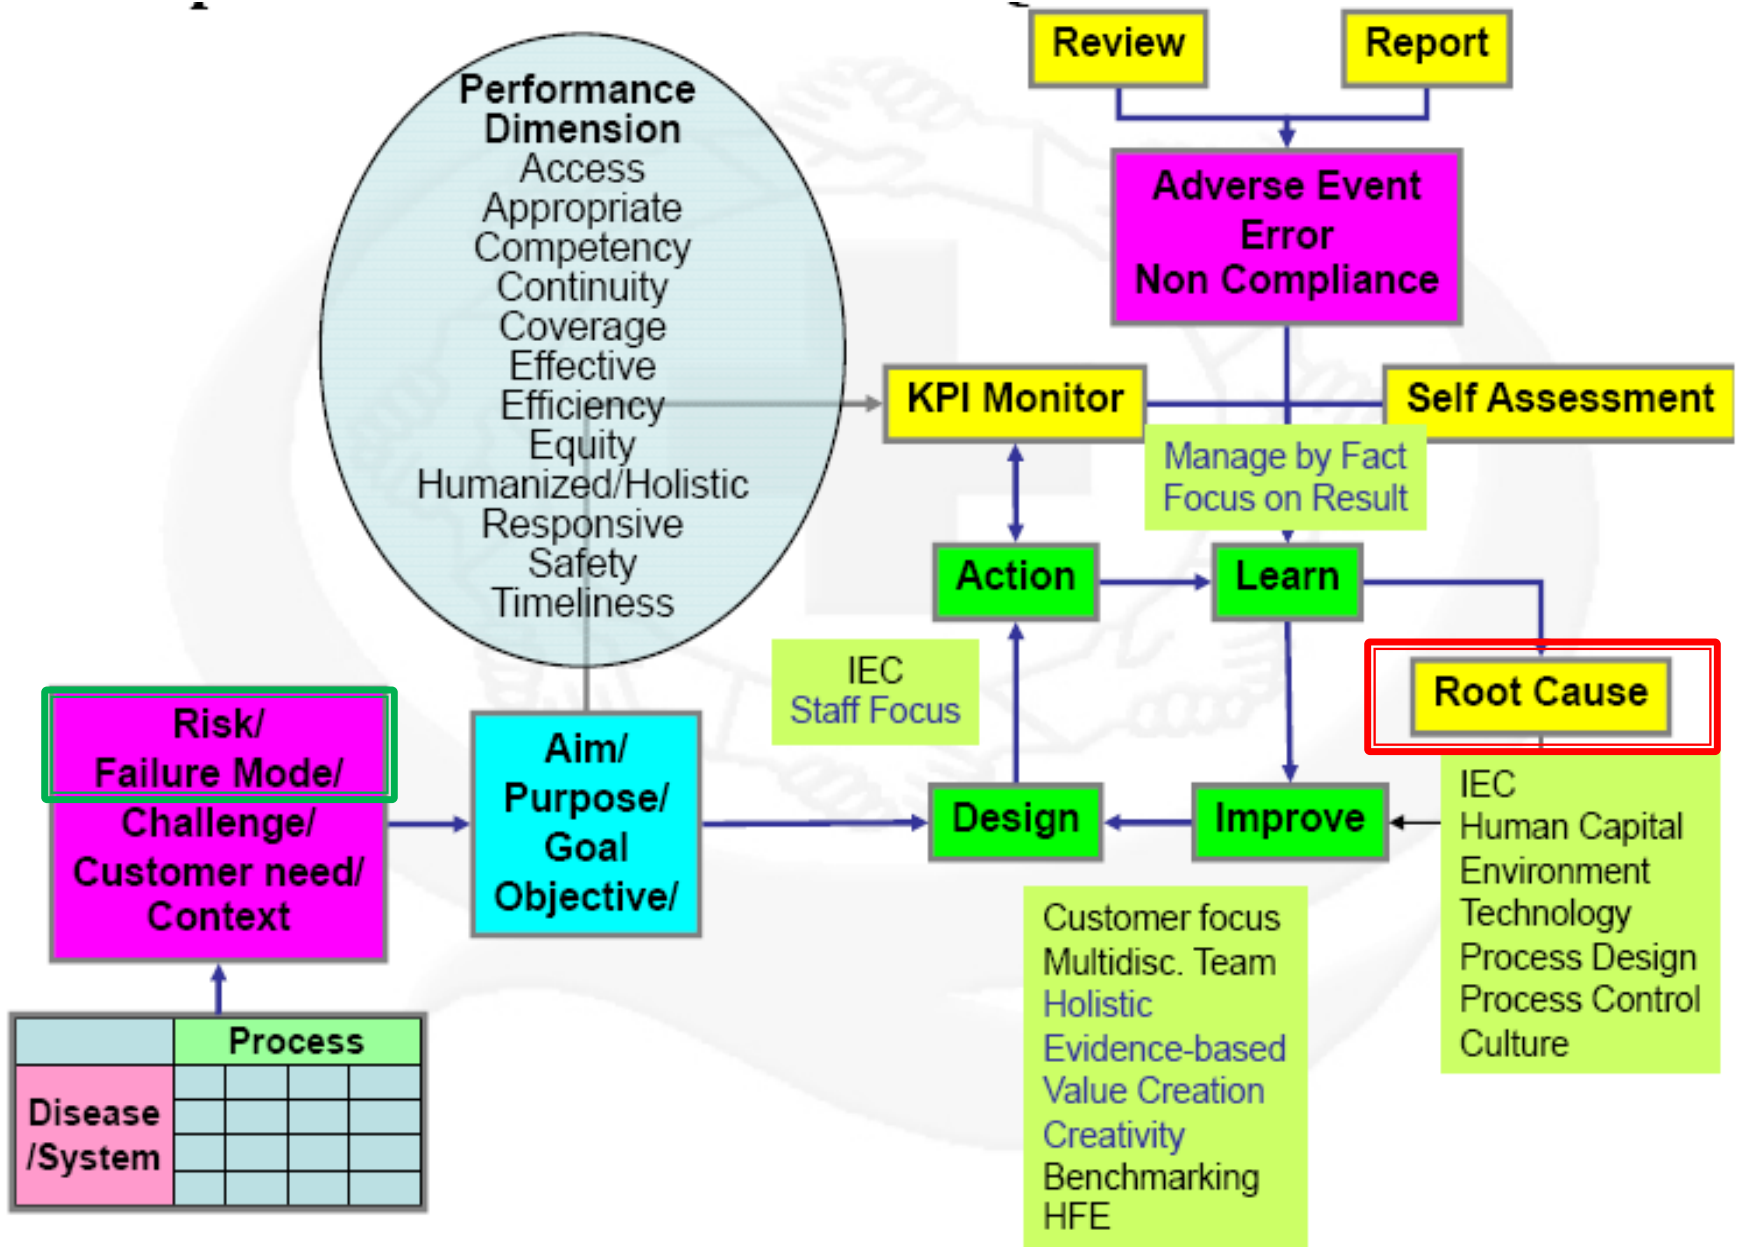 Review
Report
Performance
Dimension
Access
Appropriate
Competency
Continuity
Coverage
Effective
Efficiency
Equity
Humanized/Holistic
Responsive
Safety
Timeliness
Adverse Event
Error
Non Compliance
KPI Monitor
Self Assessment
Manage by Fact
Focus on Result
Action
Learn
IEC
Staff Focus
Root Cause
Risk/
Failure Mode/
Challenge/
Customer need/
Context
Aim/
Purpose/
Goal
Objective/
Design
Improve
IEC
Human Capital
Environment
Technology
Process Design
Process Control
Culture
Customer focus
Multidisc. Team
Holistic
Evidence-based
Value Creation
Creativity
Benchmarking
HFE
Process
Disease
/System